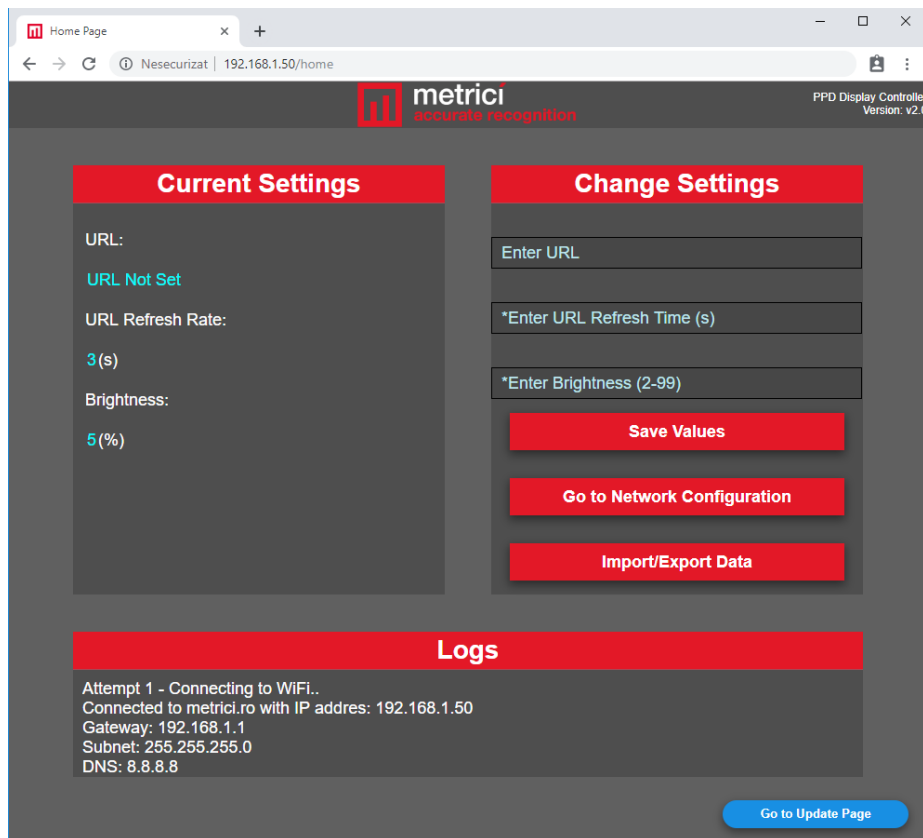 Home Page
Nesecurizat | 192.168.1.50/home
metrici
accurate recognition
PPD Display Controlle
Version: v2.0
Current Settings
URL:
URL Not Set
URL Refresh Rate:
3(s)
Brightness:
5(%)
Change Settings
Enter URL
*Enter URL Refresh Time (s)
*Enter Brightness (2-99)
Save Values
Go to Network Configuration
Import/Export Data
Logs
Attempt 1 - Connecting to WiFi..
Connected to metrici.ro with IP addres: 192.168.1.50
Gateway: 192.168.1.1
Subnet: 255.255.255.0
DNS: 8.8.8.8
Go to Update Page